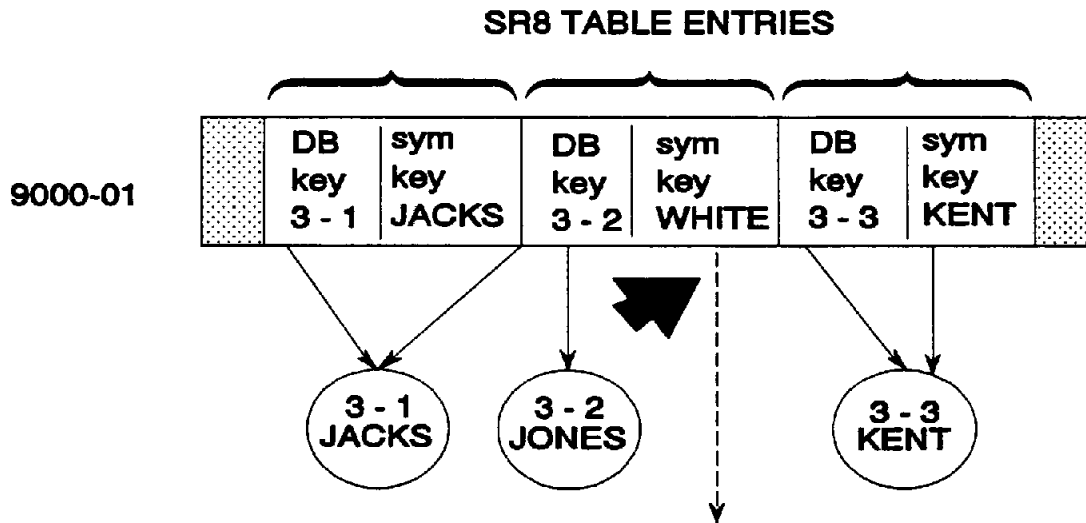 SR8 TABLE ENTRIES
9000-01
DB key 3 - 1
sym key JACKS
DB key 3 - 2
sym key WHITE
DB key 3 - 3
sym key KENT
3 - 1
JACKS
3 - 2
JONES
3 - 3
KENT